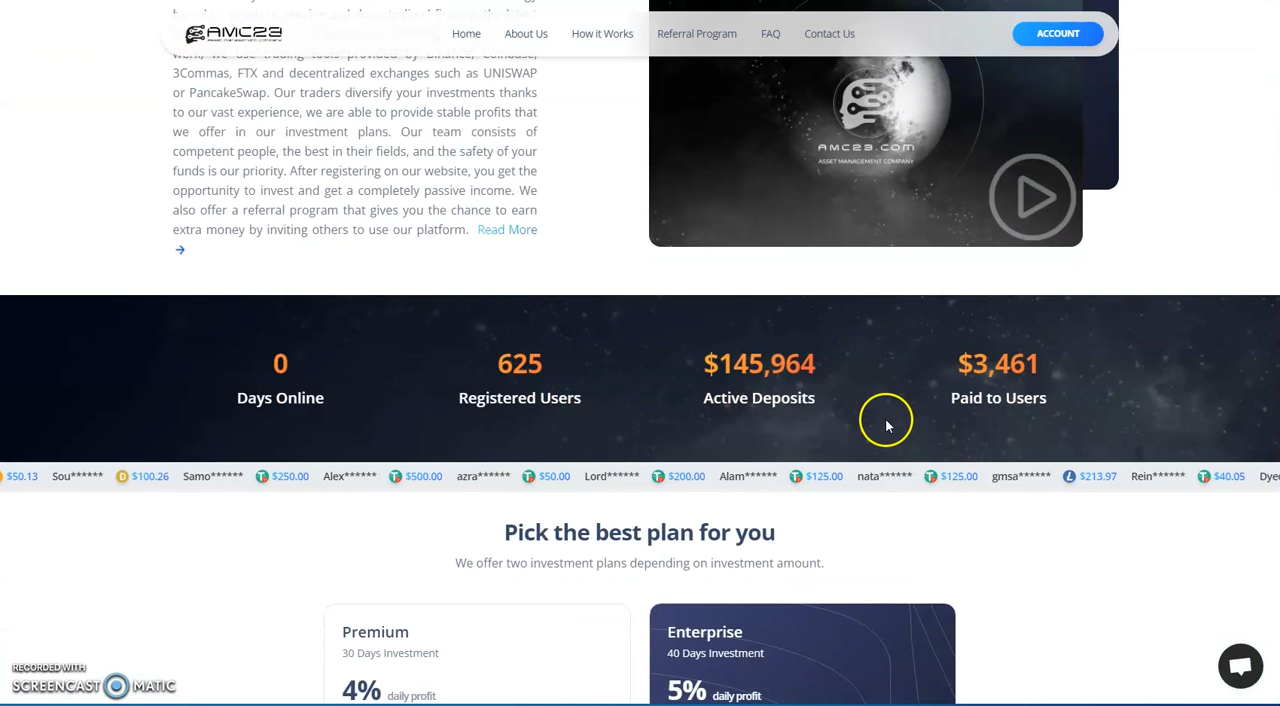 AMC23
ASSET MANAGEMENT COMPANY
Home
About Us
How it Works
Referral Program
FAQ
Contact Us
ACCOUNT
3Commas, FTX and decentralized exchanges such as UNISWAP
or PancakeSwap. Our traders diversify your investments thanks
to our vast experience, we are able to provide stable profits that
we offer in our investment plans. Our team consists of
competent people, the best in their fields, and the safety of your
funds is our priority. After registering on our website, you get the
opportunity to invest and get a completely passive income. We
also offer a referral program that gives you the chance to earn
extra money by inviting others to use our platform. Read More
→
AMC23.COM
ASSET MANAGEMENT COMPANY
0
Days Online
625
Registered Users
$145,964
Active Deposits
$3,461
Paid to Users
$50.13 Sou****** $100.26 Samo****** $250.00 Alex****** $500.00 azra****** $50.00 Lord****** $200.00 Alam****** $125.00 nata****** $125.00 gmsa****** $213.97 Rein****** $40.05 Dyed
Pick the best plan for you
We offer two investment plans depending on investment amount.
Premium
30 Days Investment
4% daily profit
Enterprise
40 Days Investment
5% daily profit
RECORDED WITH
SCREENCAST MATIC